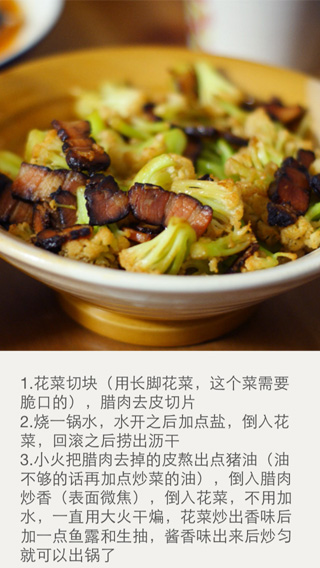 1.花菜切块（用长脚花菜，这个菜需要
脆口的），腊肉去皮切片
2.烧一锅水，水开之后加点盐，倒入花
菜，回滚之后捞出沥干
3.小火把腊肉去掉的皮熬出点猪油（油
不够的话再加点炒菜的油），倒入腊肉
炒香（表面微焦），倒入花菜，不用加
水，一直用大火干煸，花菜炒出香味后
加一点鱼露和生抽，酱香味出来后炒匀
就可以出锅了